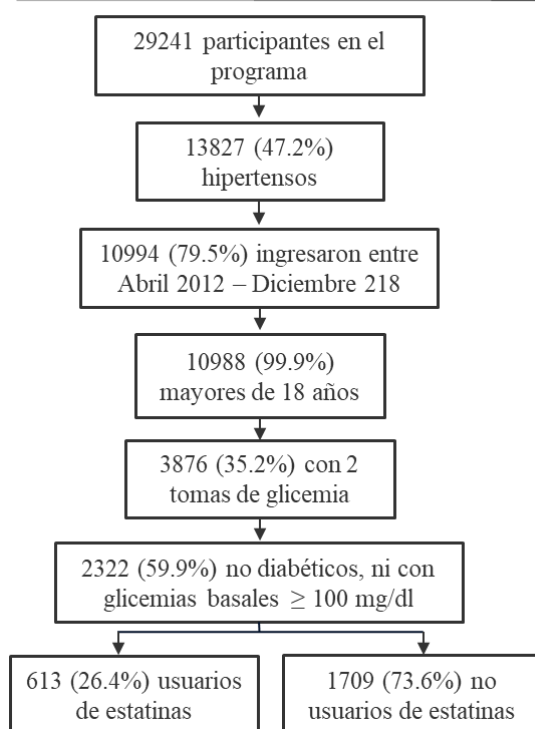 29241 participantes en el
programa
13827 (47.2%)
hipertensos
10994 (79.5%) ingresaron entre
Abril 2012 – Diciembre 218
10988 (99.9%)
mayores de 18 años
3876 (35.2%) con 2
tomas de glicemia
2322 (59.9%) no diabéticos, ni con
glicemias basales ≥ 100 mg/dl
613 (26.4%) usuarios
de estatinas
1709 (73.6%) no
usuarios de estatinas